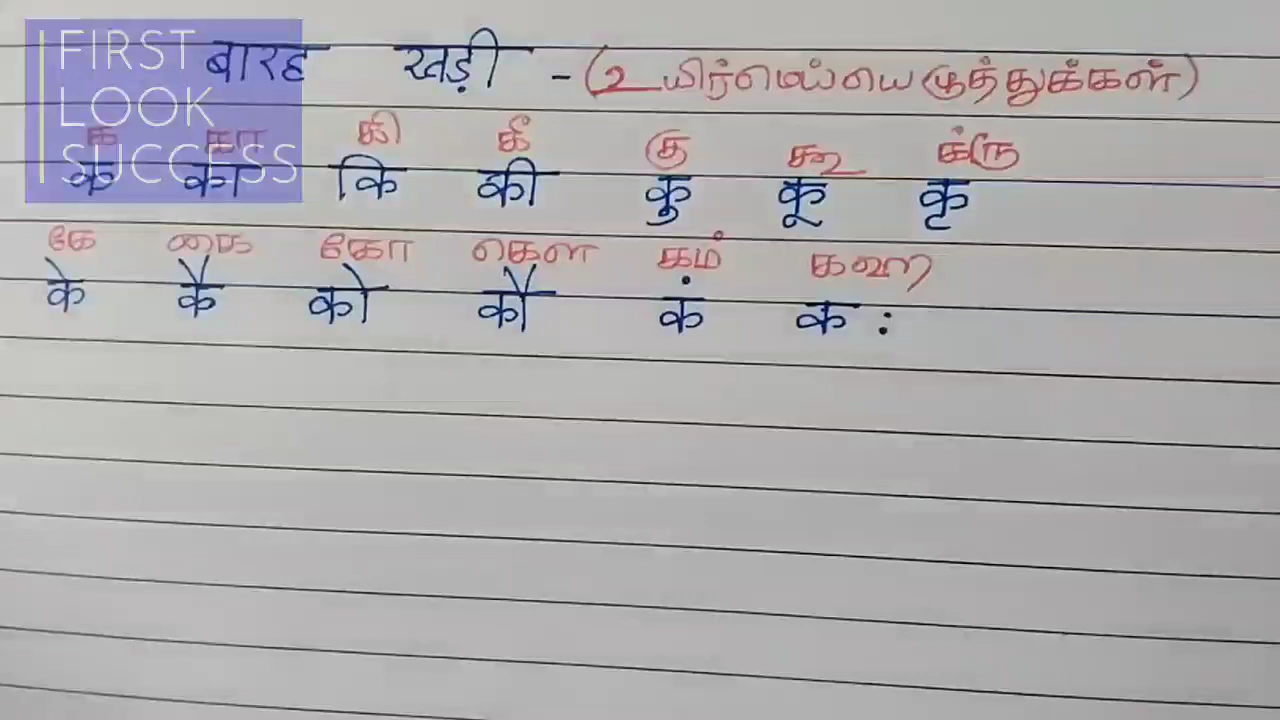 FIRST
LOOK
SUCCESS
बारह खड़ी - (உயிர்மெய்யெழுத்துக்கள்)
க கா கி கீ கு கூ க்ரு
क का कि की कु कू कृ
கே கை கோ கௌ கம் கஹ
के कै को कौ कं क :